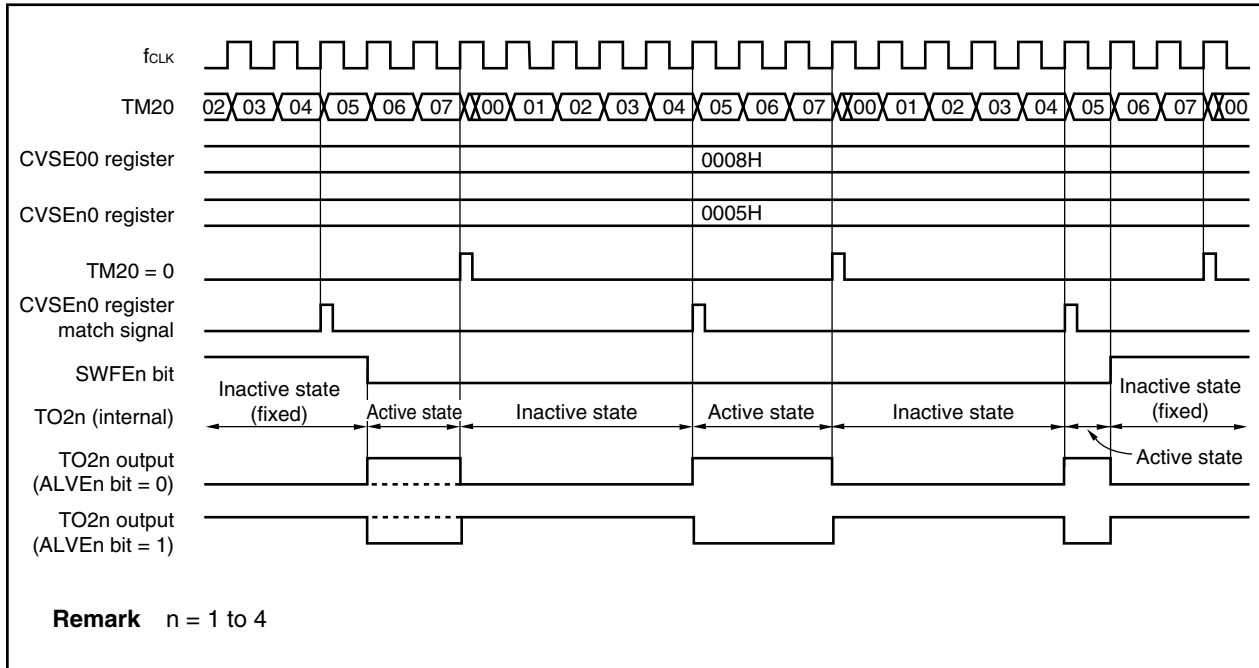 fCLK
TM20 02 03 04 05 06 07 00 01 02 03 04 05 06 07 00 01 02 03 04 05 06 07 00
CVSE00 register 0008H
CVSEn0 register 0005H
TM20 = 0
CVSEn0 register
match signal
SWFEn bit
TO2n (internal)
Inactive state
(fixed)
Active state
Inactive state
Active state
Inactive state
Inactive state
(fixed)
Active state
TO2n output
(ALVEn bit = 0)
TO2n output
(ALVEn bit = 1)
Remark n = 1 to 4